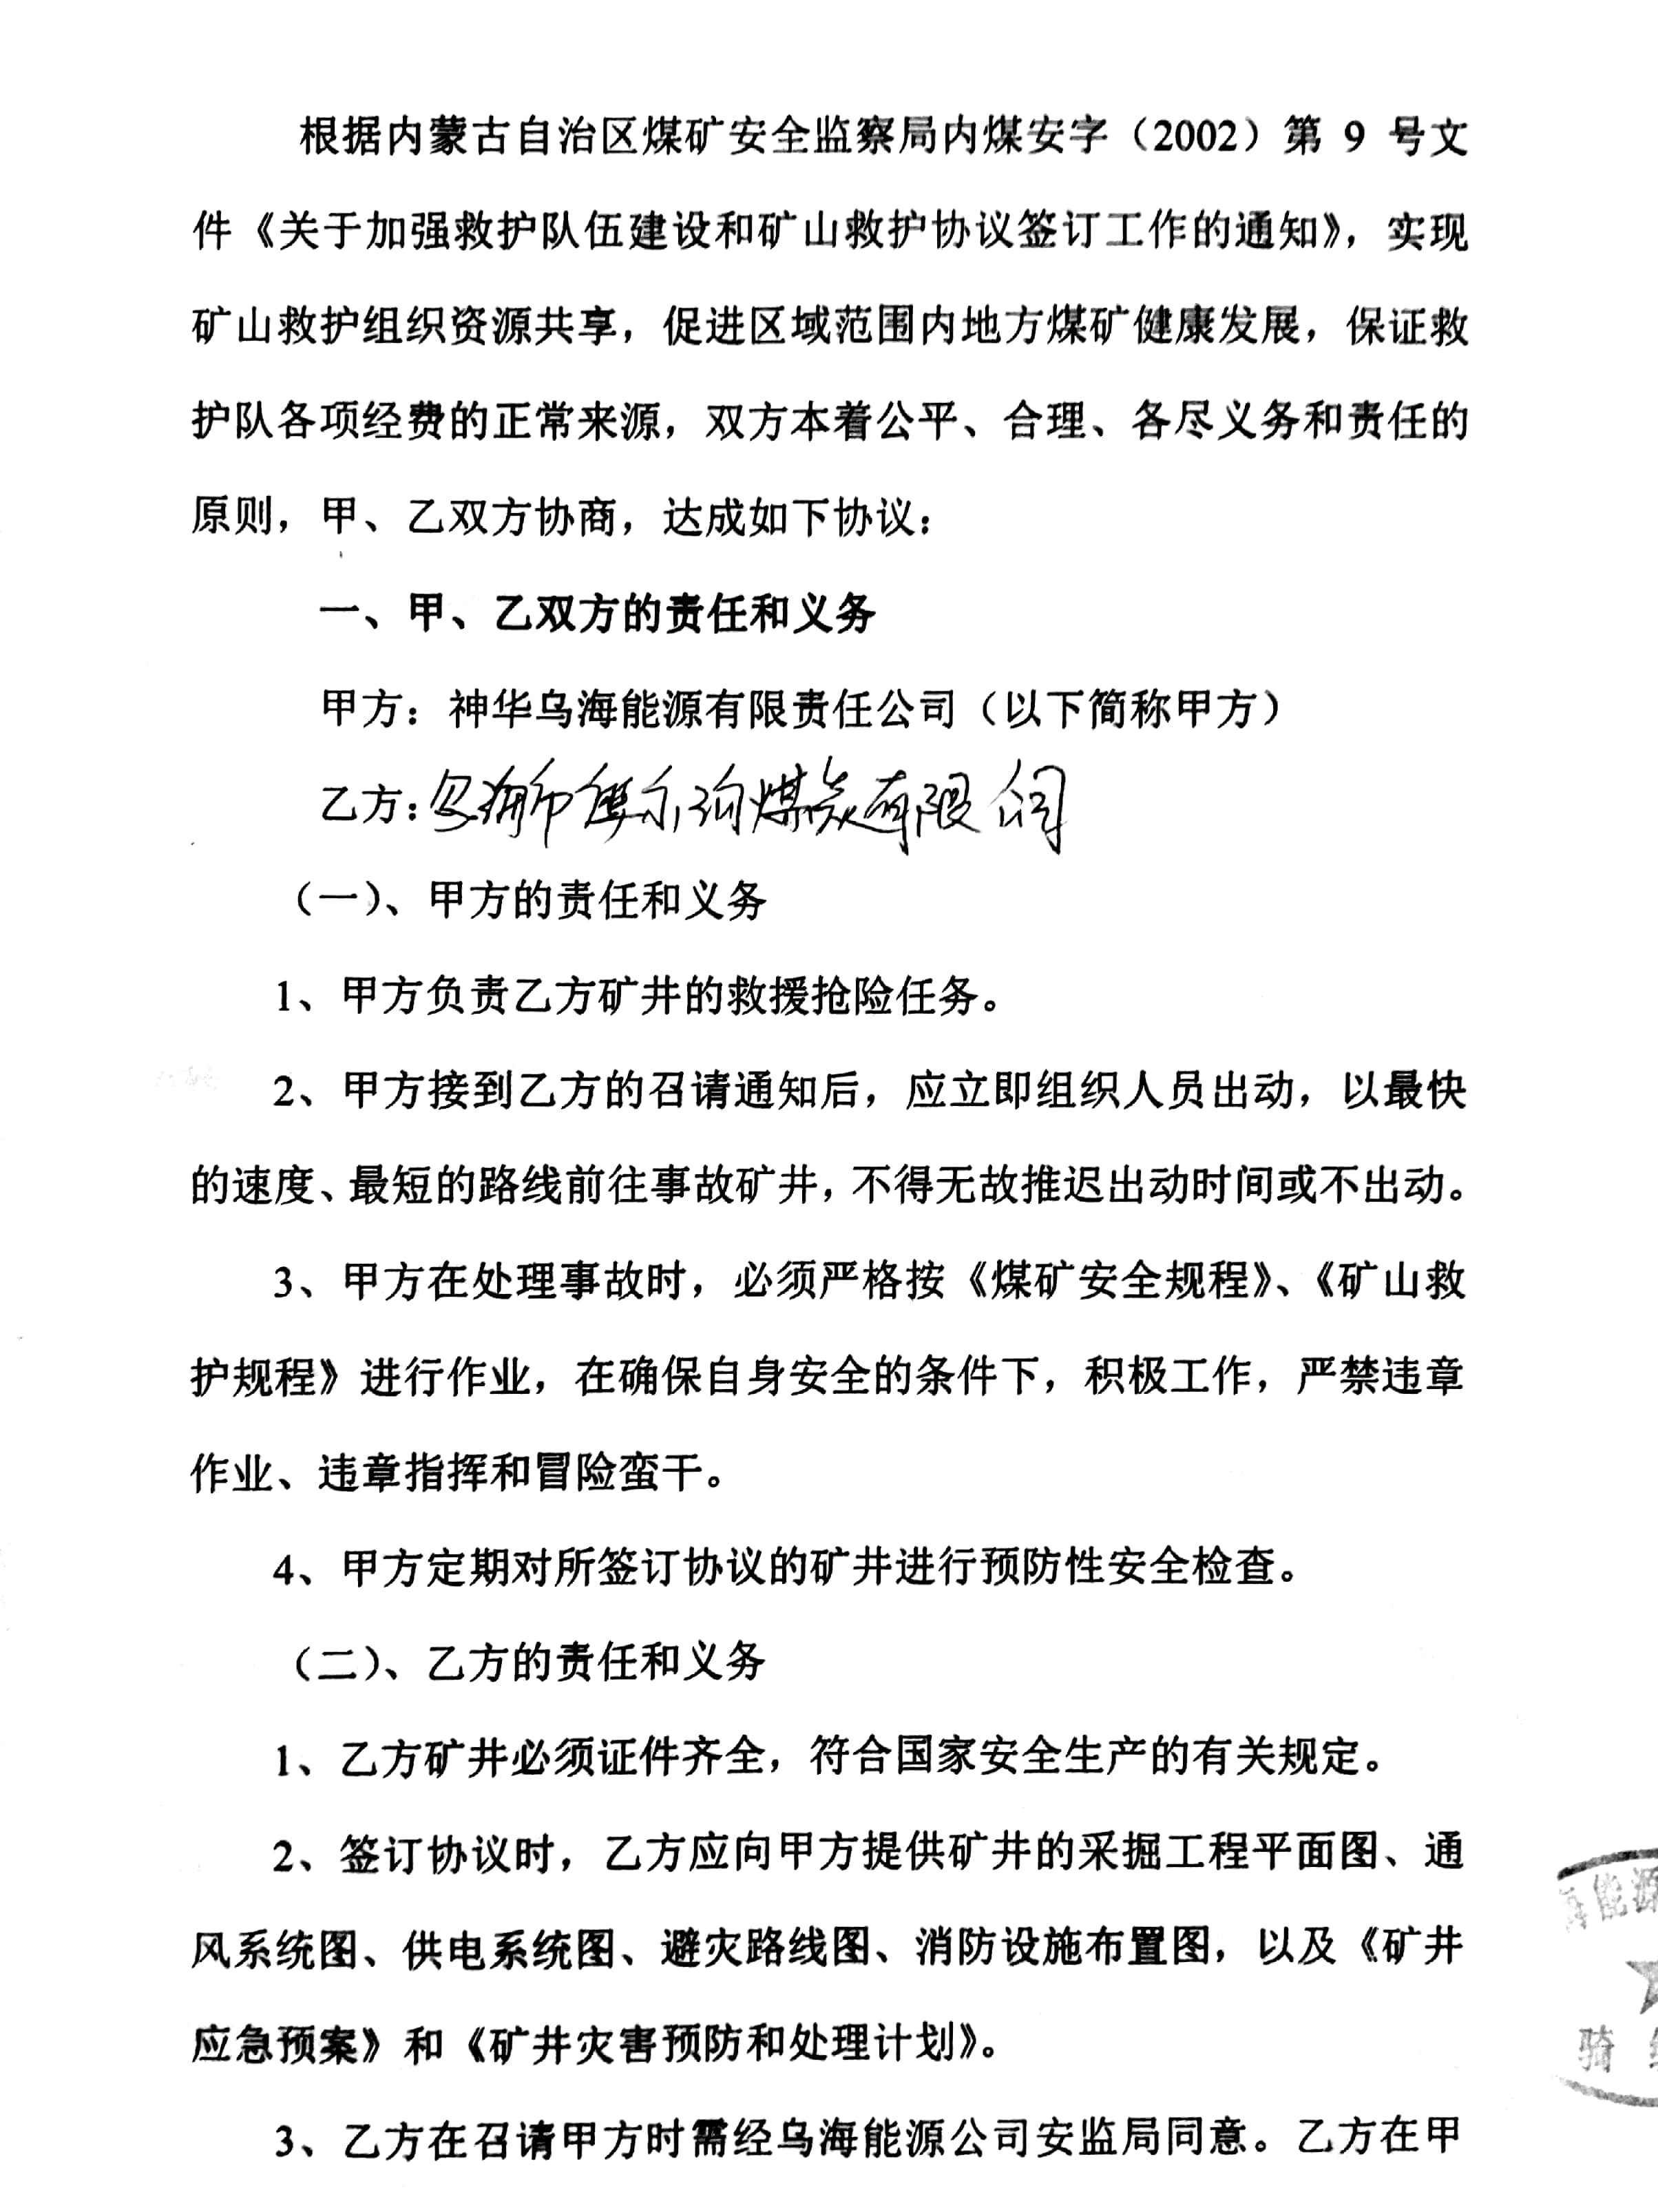 根据内蒙古自治区煤矿安全监察局内煤安字（2002）第 9 号文
件《关于加强救护队伍建设和矿山救护协议签订工作的通知》，实现
矿山救护组织资源共享，促进区域范围内地方煤矿健康发展，保证救
护队各项经费的正常来源，双方本着公平、合理、各尽义务和责任的
原则，甲、乙双方协商，达成如下协议：
一、甲、乙双方的责任和义务
甲方：神华乌海能源有限责任公司（以下简称甲方）
乙方：乌海市摩尔沟煤炭有限公司
（一）、甲方的责任和义务
1、甲方负责乙方矿井的救援抢险任务。
2、甲方接到乙方的召请通知后，应立即组织人员出动，以最快
的速度、最短的路线前往事故矿井，不得无故推迟出动时间或不出动。
3、甲方在处理事故时，必须严格按《煤矿安全规程》、《矿山救
护规程》进行作业，在确保自身安全的条件下，积极工作，严禁违章
作业、违章指挥和冒险蛮干。
4、甲方定期对所签订协议的矿井进行预防性安全检查。
（二）、乙方的责任和义务
1、乙方矿井必须证件齐全，符合国家安全生产的有关规定。
2、签订协议时，乙方应向甲方提供矿井的采掘工程平面图、通
风系统图、供电系统图、避灾路线图、消防设施布置图，以及《矿井
应急预案》和《矿井灾害预防和处理计划》。
3、乙方在召请甲方时需经乌海能源公司安监局同意。乙方在甲
海能源
骑